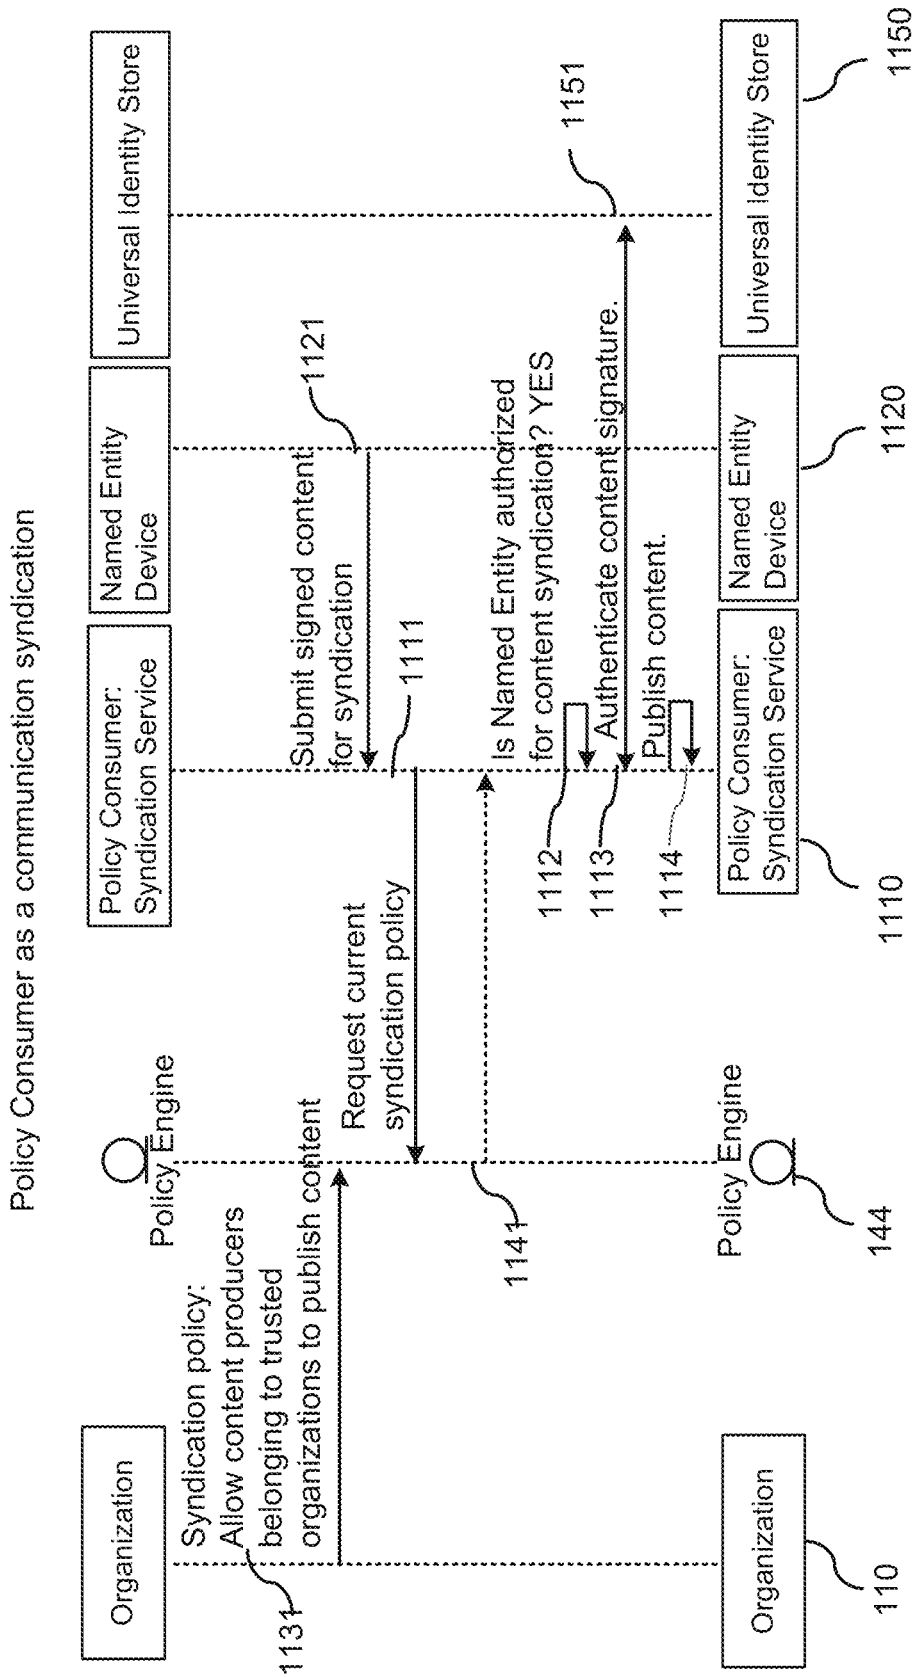 Policy Consumer as a communication syndication
Organization
Policy Engine
Policy Consumer:
Syndication Service
Named Entity
Device
Universal Identity Store
1131
Syndication policy:
Allow content producers
belonging to trusted
organizations to publish content
Submit signed content
for syndication
1121
1111
Request current
syndication policy
1141
Is Named Entity authorized
for content syndication? YES
1112
Authenticate content signature.
1113
1151
Publish content.
1114
Organization
Policy Engine
Policy Consumer:
Syndication Service
Named Entity
Device
Universal Identity Store
110
144
1110
1120
1150